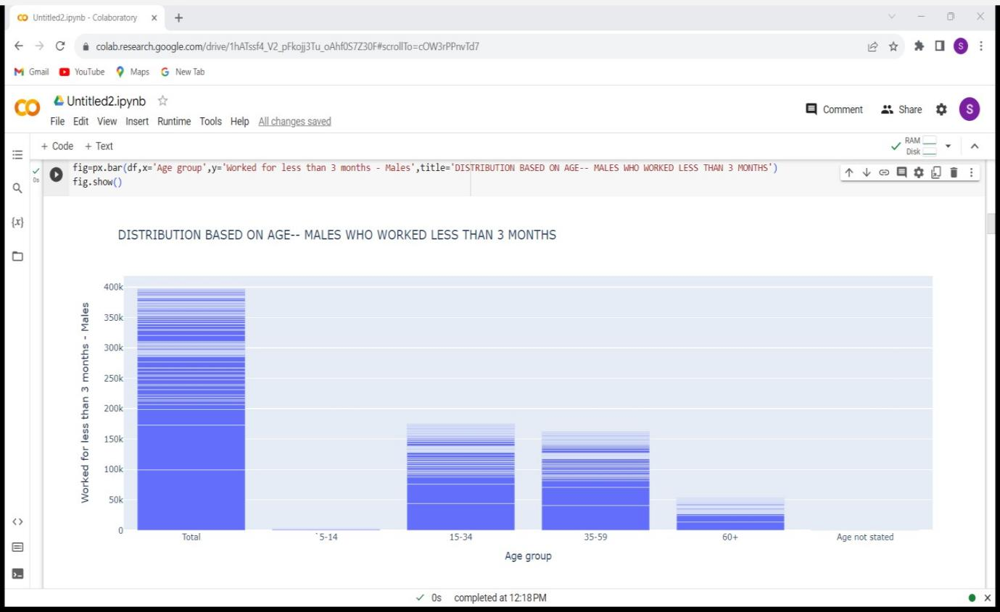 Untitled2.ipynb - Colaboratory
colab.research.google.com/drive/1hATssf4_V2_pFkojj3Tu_oAhf0S7Z30F#scrollTo=cOW3rPPnvTd7
S
Gmail YouTube Maps New Tab
CO Untitled2.ipynb
File Edit View Insert Runtime Tools Help All changes saved
Comment Share S
+ Code + Text
RAM
Disk
fig=px.bar(df,x='Age group',y='Worked for less than 3 months - Males',title='DISTRIBUTION BASED ON AGE-- MALES WHO WORKED LESS THAN 3 MONTHS')
fig.show()
0s
{x}
DISTRIBUTION BASED ON AGE-- MALES WHO WORKED LESS THAN 3 MONTHS
Worked for less than 3 months - Males
400k
350k
300k
250k
200k
150k
100k
50k
0
Total `5-14 15-34 35-59 60+ Age not stated
Age group
0s completed at 12:18 PM